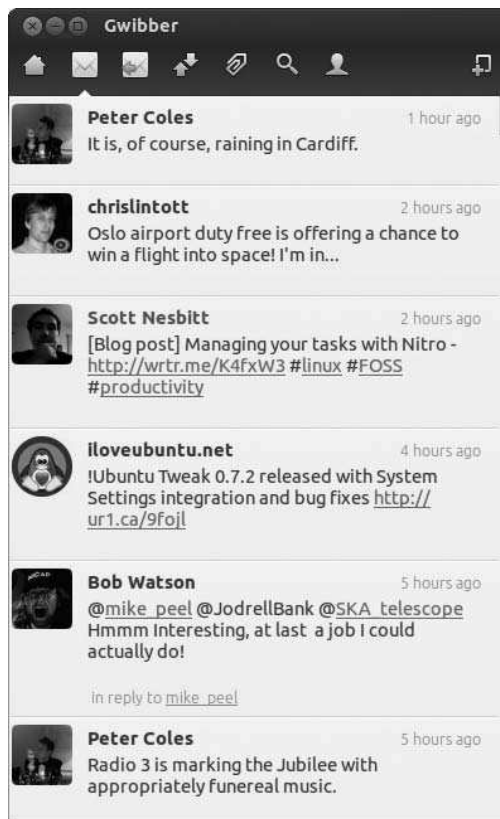 Gwibber
Peter Coles 1 hour ago
It is, of course, raining in Cardiff.
chrislintott 2 hours ago
Oslo airport duty free is offering a chance to
win a flight into space! I'm in...
Scott Nesbitt 2 hours ago
[Blog post] Managing your tasks with Nitro -
http://wrtr.me/K4fxW3 #linux #FOSS
#productivity
iloveubuntu.net 4 hours ago
!Ubuntu Tweak 0.7.2 released with System
Settings integration and bug fixes http://
ur1.ca/9fojl
Bob Watson 5 hours ago
@mike_peel @JodrellBank @SKA_telescope
Hmmm Interesting, at last  a job I could
actually do!
in reply to mike_peel
Peter Coles 5 hours ago
Radio 3 is marking the Jubilee with
appropriately funereal music.